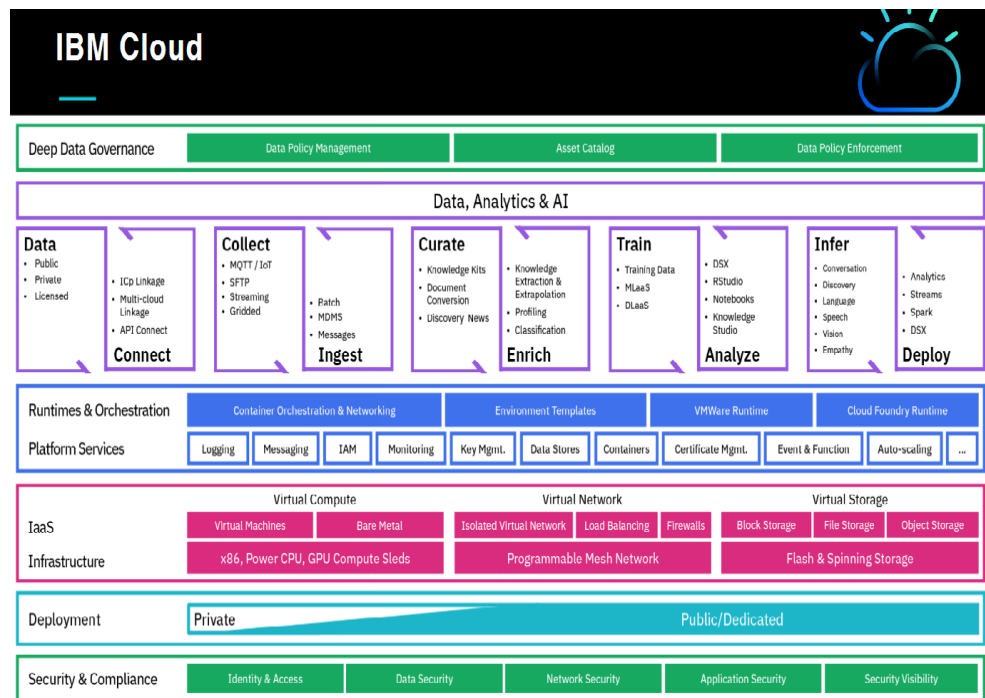 IBM Cloud
Deep Data Governance
Data Policy Management
Asset Catalog
Data Policy Enforcement
Data, Analytics & AI
Data
• Public
• Private
• Licensed
• ICp Linkage
• Multi-cloud
Linkage
• API Connect
Connect
Collect
• MQTT / IoT
• SFTP
• Streaming
• Gridded
• Batch
• MDMS
• Messages
Ingest
Curate
• Knowledge Kits
• Document
Conversion
• Discovery News
• Knowledge
Extraction &
Extrapolation
• Profiling
• Classification
Enrich
Train
• Training Data
• MLaaS
• DLaaS
• DSX
• RStudio
• Notebooks
• Knowledge
Studio
Analyze
Infer
• Conversation
• Discovery
• Language
• Speech
• Vision
• Empathy
• Analytics
• Streams
• Spark
• DSX
Deploy
Runtimes & Orchestration
Container Orchestration & Networking
Environment Templates
VMWare Runtime
Cloud Foundry Runtime
Platform Services
Logging
Messaging
IAM
Monitoring
Key Mgmt.
Data Stores
Containers
Certificate Mgmt.
Event & Function
Auto-scaling
...
Virtual Compute
Virtual Network
Virtual Storage
IaaS
Virtual Machines
Bare Metal
Isolated Virtual Network
Load Balancing
Firewalls
Block Storage
File Storage
Object Storage
Infrastructure
x86, Power CPU, GPU Compute Sleds
Programmable Mesh Network
Flash & Spinning Storage
Deployment
Private
Public/Dedicated
Security & Compliance
Identity & Access
Data Security
Network Security
Application Security
Security Visibility